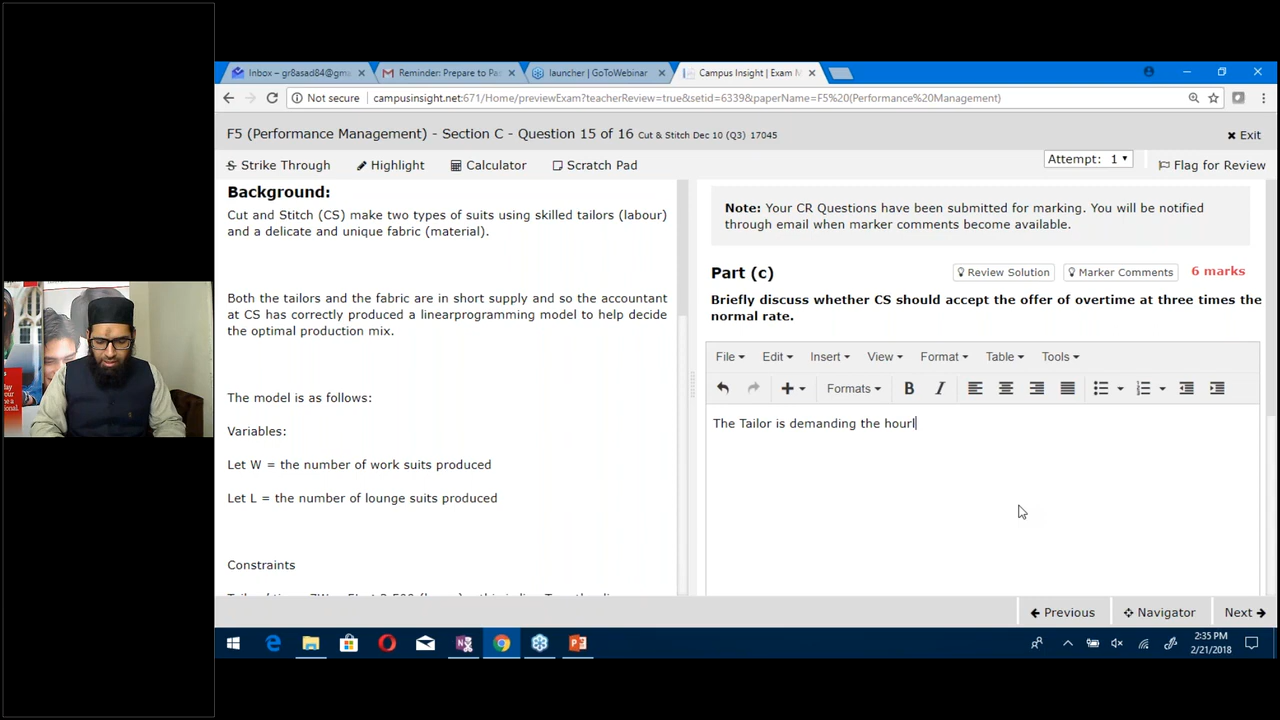 Inbox – gr8asad84@gma
Reminder: Prepare to Pa
launcher | GoToWebinar
Campus Insight | Exam M
Not secure
campusinsight.net:671/Home/previewExam?teacherReview=true&setid=6339&paperName=F5%20(Performance%20Management)
F5 (Performance Management) - Section C - Question 15 of 16 Cut & Stitch Dec 10 (Q3) 17045
Exit
Strike Through
Highlight
Calculator
Scratch Pad
Attempt: 1
Flag for Review
Background:
Cut and Stitch (CS) make two types of suits using skilled tailors (labour)
and a delicate and unique fabric (material).
Both the tailors and the fabric are in short supply and so the accountant
at CS has correctly produced a linearprogramming model to help decide
the optimal production mix.
The model is as follows:
Variables:
Let W = the number of work suits produced
Let L = the number of lounge suits produced
Constraints
Note: Your CR Questions have been submitted for marking. You will be notified
through email when marker comments become available.
Part (c)
Review Solution
Marker Comments
6 marks
Briefly discuss whether CS should accept the offer of overtime at three times the
normal rate.
File
Edit
Insert
View
Format
Table
Tools
Formats
B
I
The Tailor is demanding the hourl
Previous
Navigator
Next
2:35 PM
2/21/2018